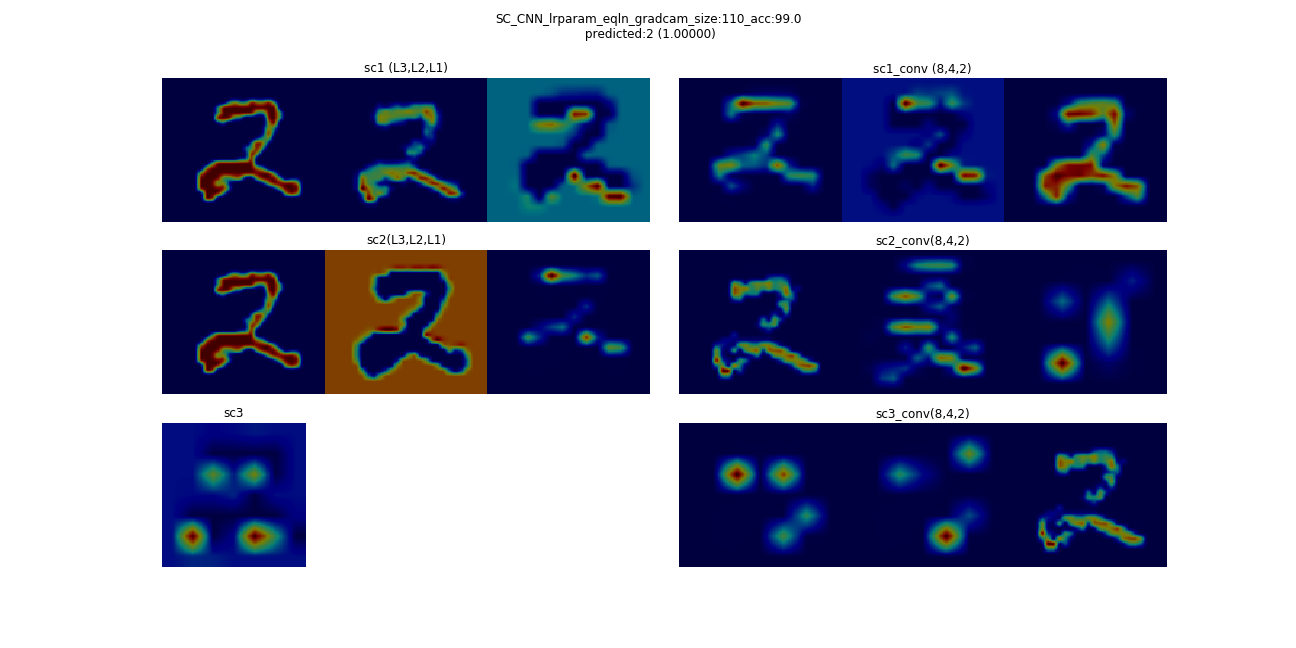 SC_CNN_lrparam_eqln_gradcam_size:110_acc:99.0
predicted:2 (1.00000)
sc1 (L3,L2,L1)
sc1_conv (8,4,2)
sc2(L3,L2,L1)
sc2_conv(8,4,2)
sc3
sc3_conv(8,4,2)